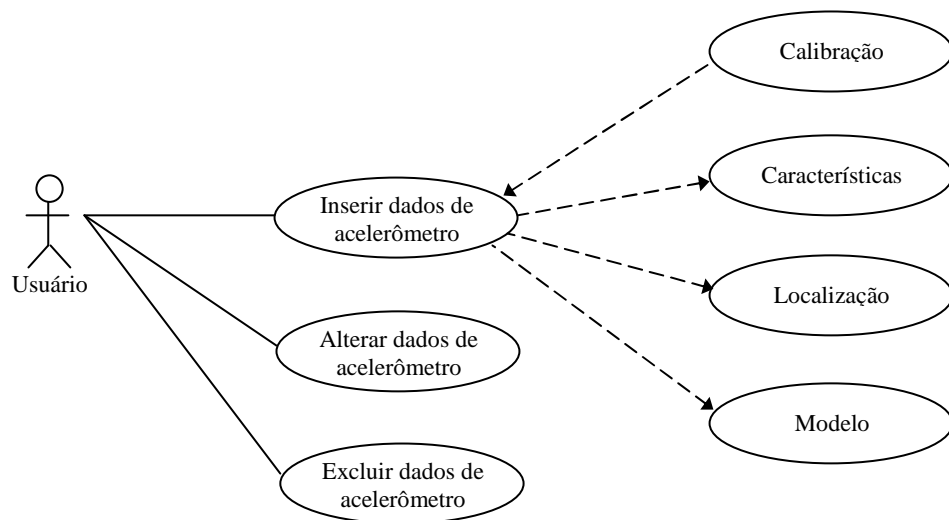 Calibração
Características
Inserir dados de
acelerômetro
Usuário
Localização
Alterar dados de
acelerômetro
Modelo
Excluir dados de
acelerômetro